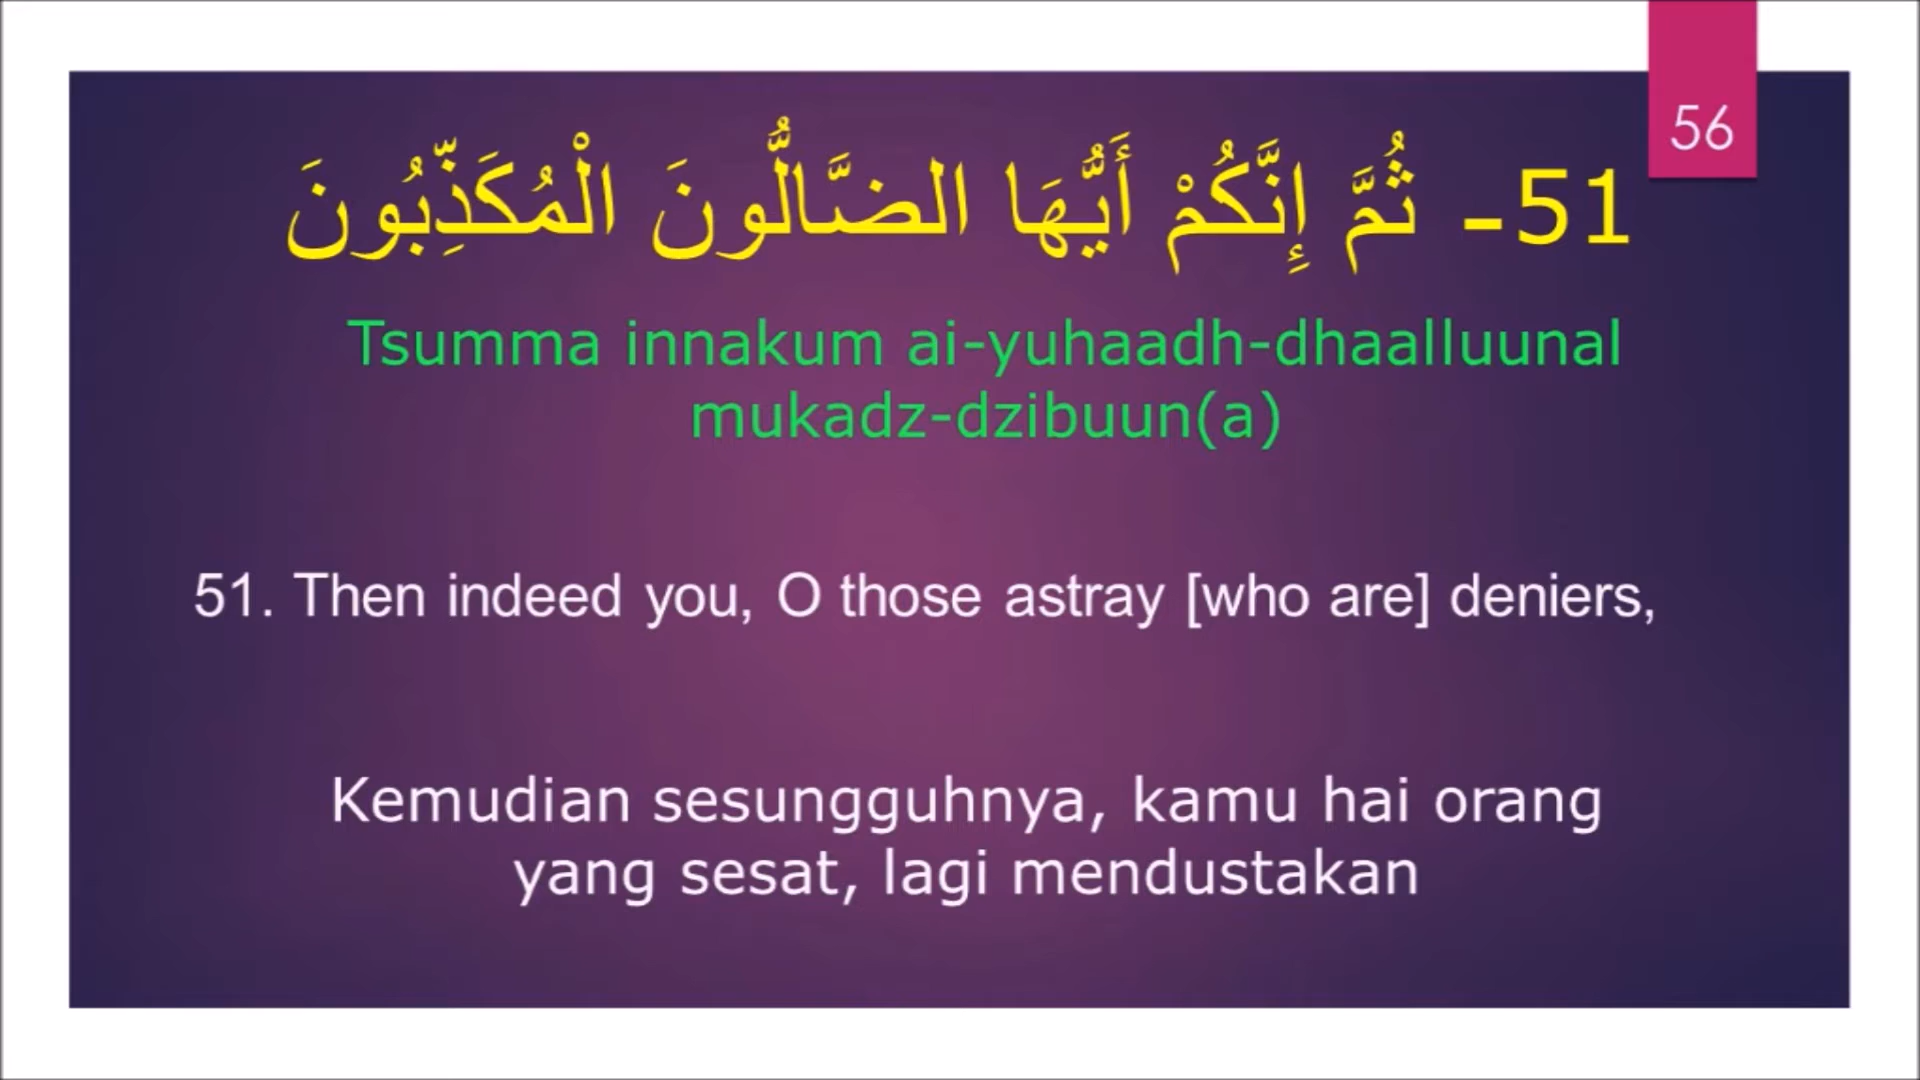 56
51- ثُمَّ إِنَّكُمْ أَيُّهَا الضَّالُّونَ الْمُكَذِّبُونَ
Tsumma innakum ai-yuhaadh-dhaalluunal
mukadz-dzibuun(a)
51. Then indeed you, O those astray [who are] deniers,
Kemudian sesungguhnya, kamu hai orang
yang sesat, lagi mendustakan